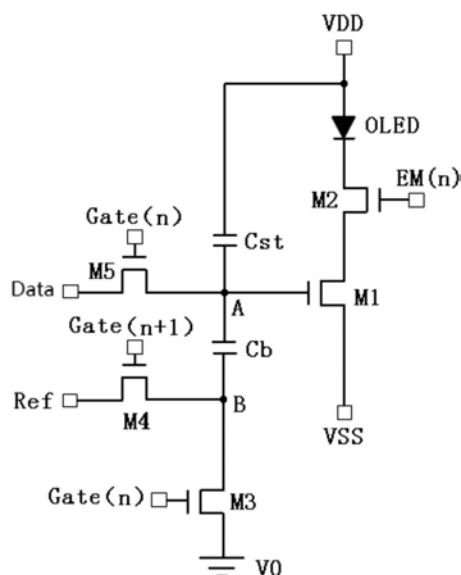 VDD
OLED
EM(n)
M2
Gate(n)
Cst
M5
Data
A
M1
Gate(n+1)
Cb
Ref
B
M4
VSS
Gate(n)
M3
V0